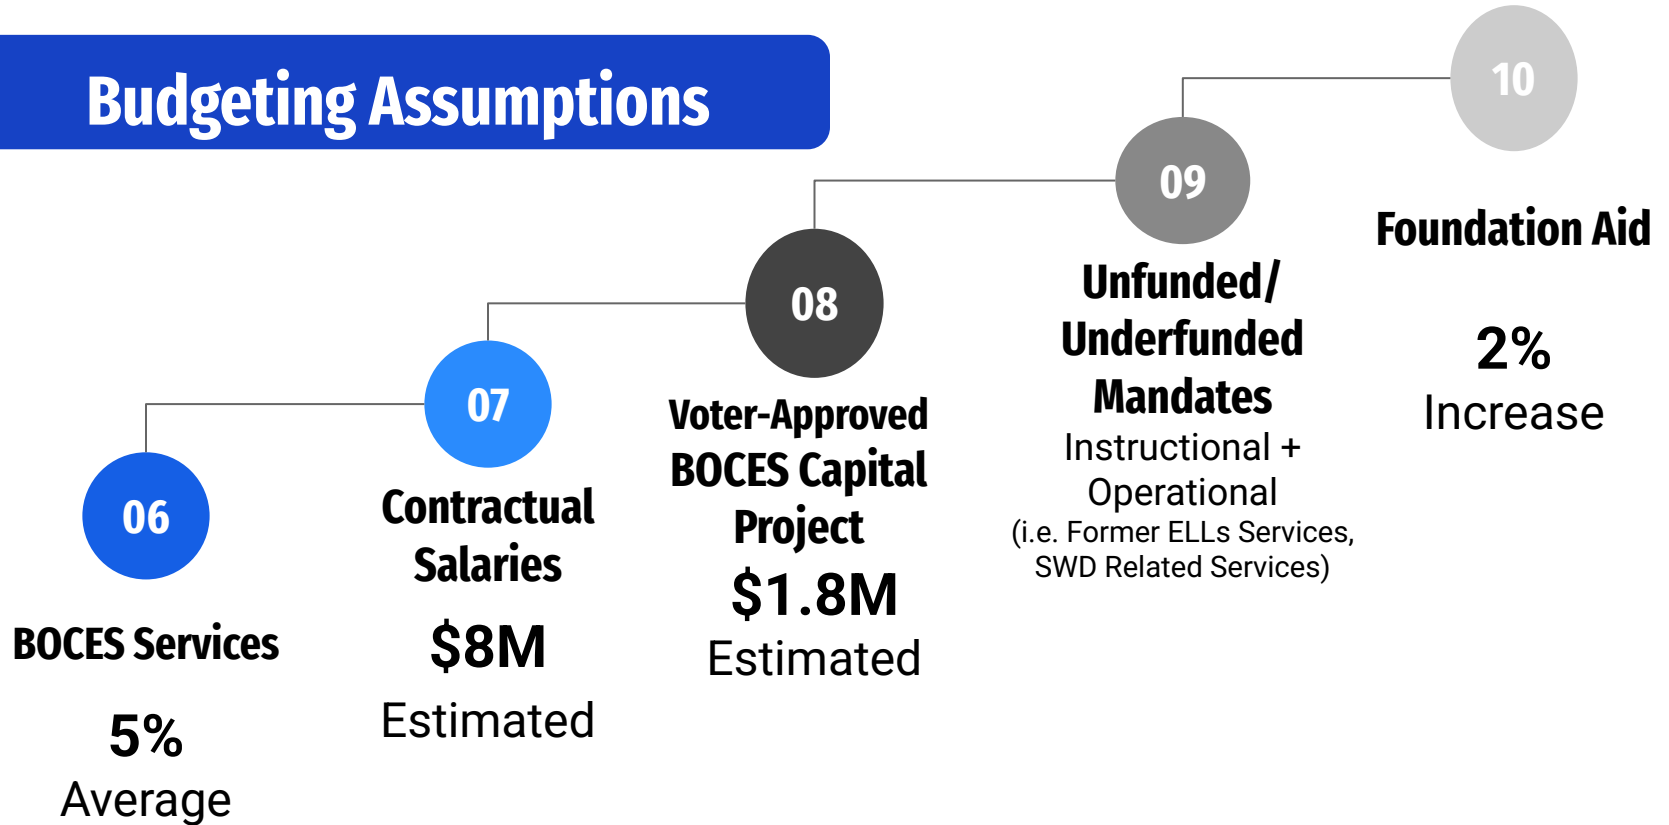 Budgeting Assumptions
06
BOCES Services
5%
Average
07
Contractual
Salaries
$8M
Estimated
08
Voter-Approved
BOCES Capital
Project
$1.8M
Estimated
09
Unfunded/
Underfunded
Mandates
Instructional +
Operational
(i.e. Former ELLs Services,
SWD Related Services)
10
Foundation Aid
2%
Increase